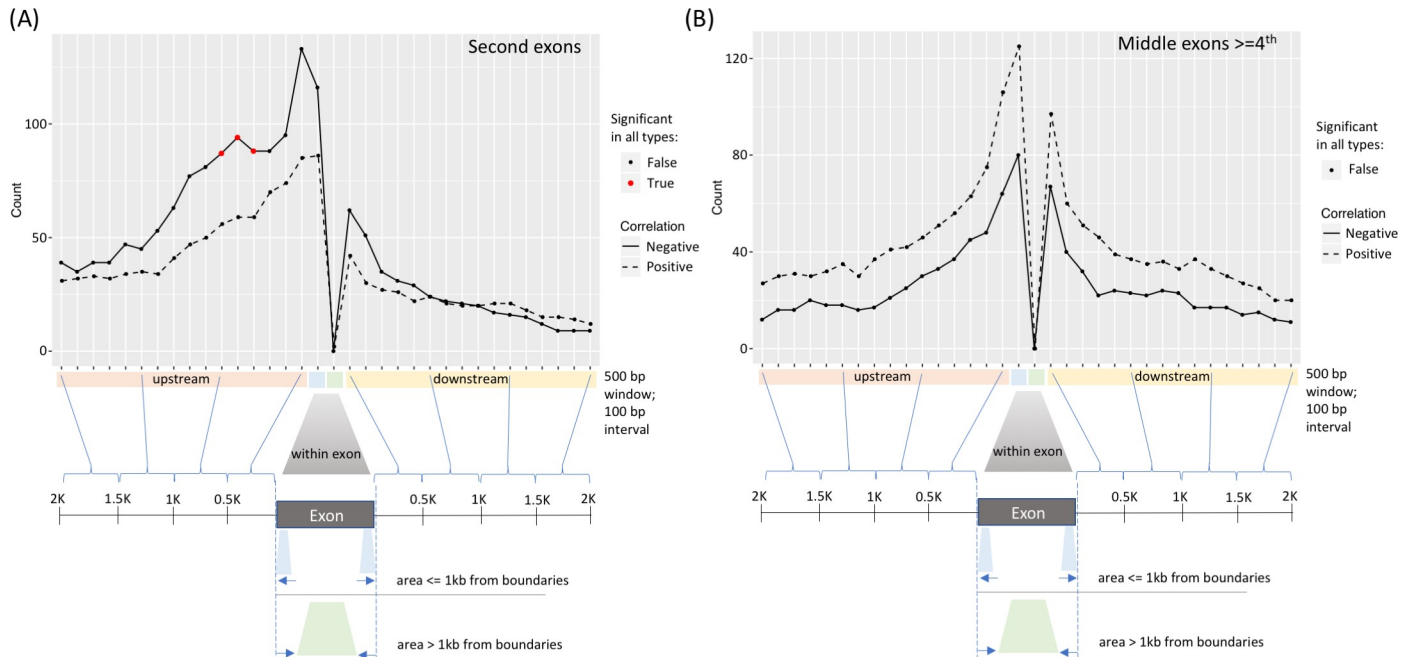 (A)
Second exons
Count
100
50
0
Significant
in all types:
False
True
Correlation
Negative
Positive
upstream
downstream
500 bp
window;
100 bp
interval
within exon
2K 1.5K 1K 0.5K 0.5K 1.5K 2K
Exon
area <= 1kb from boundaries
area > 1kb from boundaries
(B)
Middle exons >=4th
Count
120
80
40
0
Significant
in all types:
False
Correlation
Negative
Positive
upstream
downstream
500 bp
window;
100 bp
interval
within exon
2K 1.5K 1K 0.5K 0.5K 1.5K 2K
Exon
area <= 1kb from boundaries
area > 1kb from boundaries